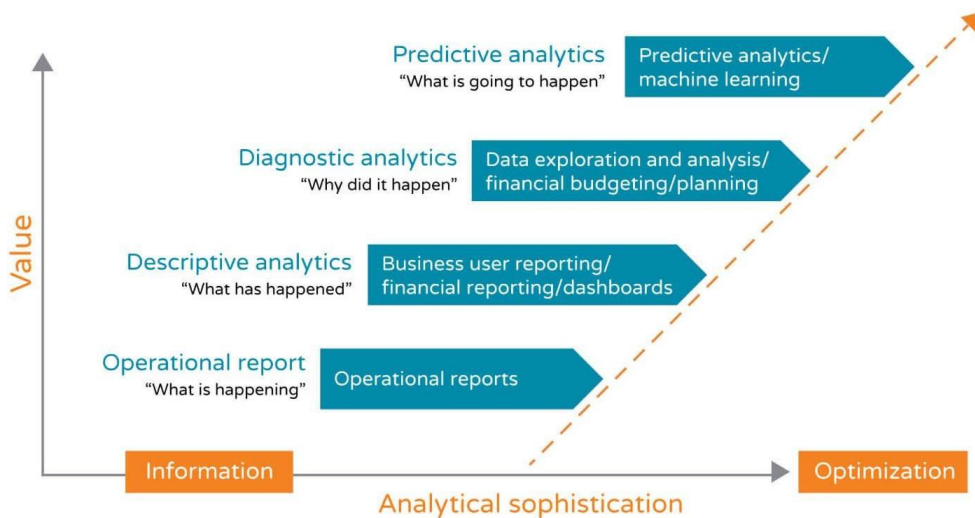 Predictive analytics
“What is going to happen”
Predictive analytics/
machine learning
Diagnostic analytics
“Why did it happen”
Data exploration and analysis/
financial budgeting/planning
Descriptive analytics
“What has happened”
Business user reporting/
financial reporting/dashboards
Operational report
“What is happening”
Operational reports
Value
Information
Optimization
Analytical sophistication